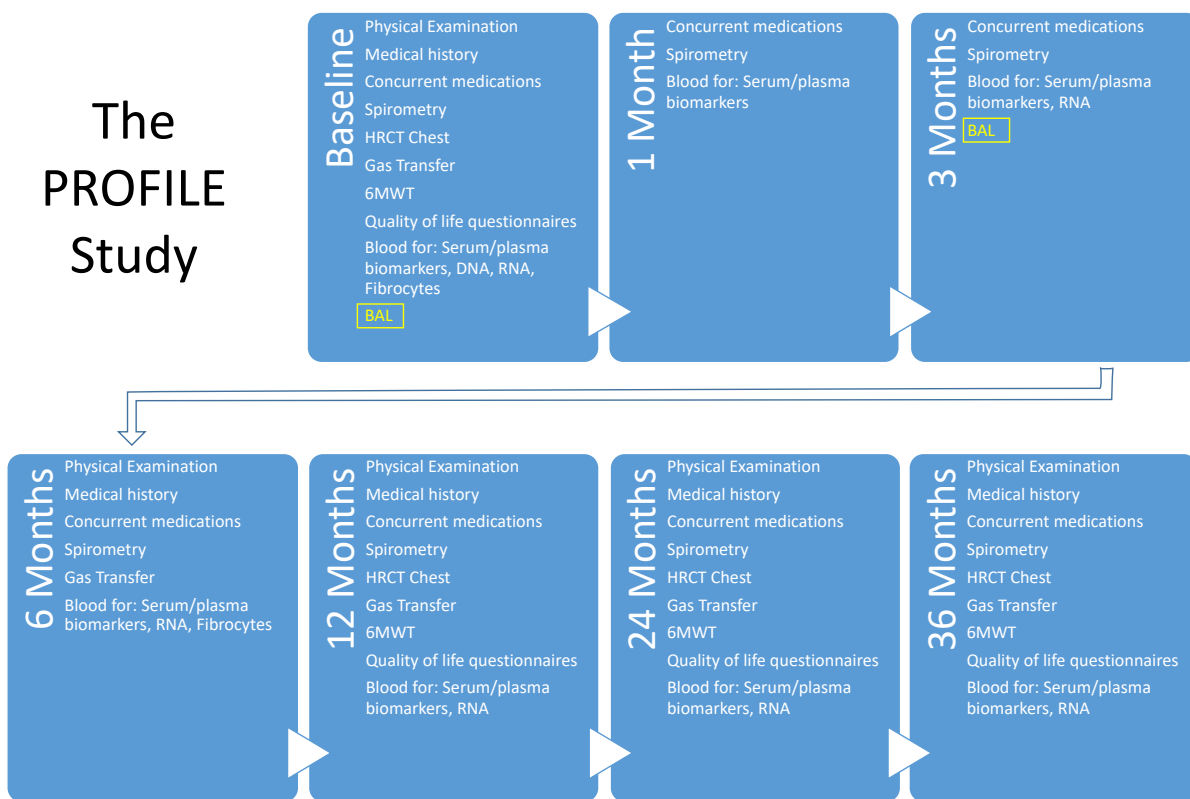 The
PROFILE
Study
Baseline
Physical Examination
Medical history
Concurrent medications
Spirometry
HRCT Chest
Gas Transfer
6MWT
Quality of life questionnaires
Blood for: Serum/plasma
biomarkers, DNA, RNA,
Fibrocytes
BAL
1 Month
Concurrent medications
Spirometry
Blood for: Serum/plasma
biomarkers
3 Months
Concurrent medications
Spirometry
Blood for: Serum/plasma
biomarkers, RNA
BAL
6 Months
Physical Examination
Medical history
Concurrent medications
Spirometry
Gas Transfer
Blood for: Serum/plasma
biomarkers, RNA, Fibrocytes
12 Months
Physical Examination
Medical history
Concurrent medications
Spirometry
HRCT Chest
Gas Transfer
6MWT
Quality of life questionnaires
Blood for: Serum/plasma
biomarkers, RNA
24 Months
Physical Examination
Medical history
Concurrent medications
Spirometry
HRCT Chest
Gas Transfer
6MWT
Quality of life questionnaires
Blood for: Serum/plasma
biomarkers, RNA
36 Months
Physical Examination
Medical history
Concurrent medications
Spirometry
HRCT Chest
Gas Transfer
6MWT
Quality of life questionnaires
Blood for: Serum/plasma
biomarkers, RNA